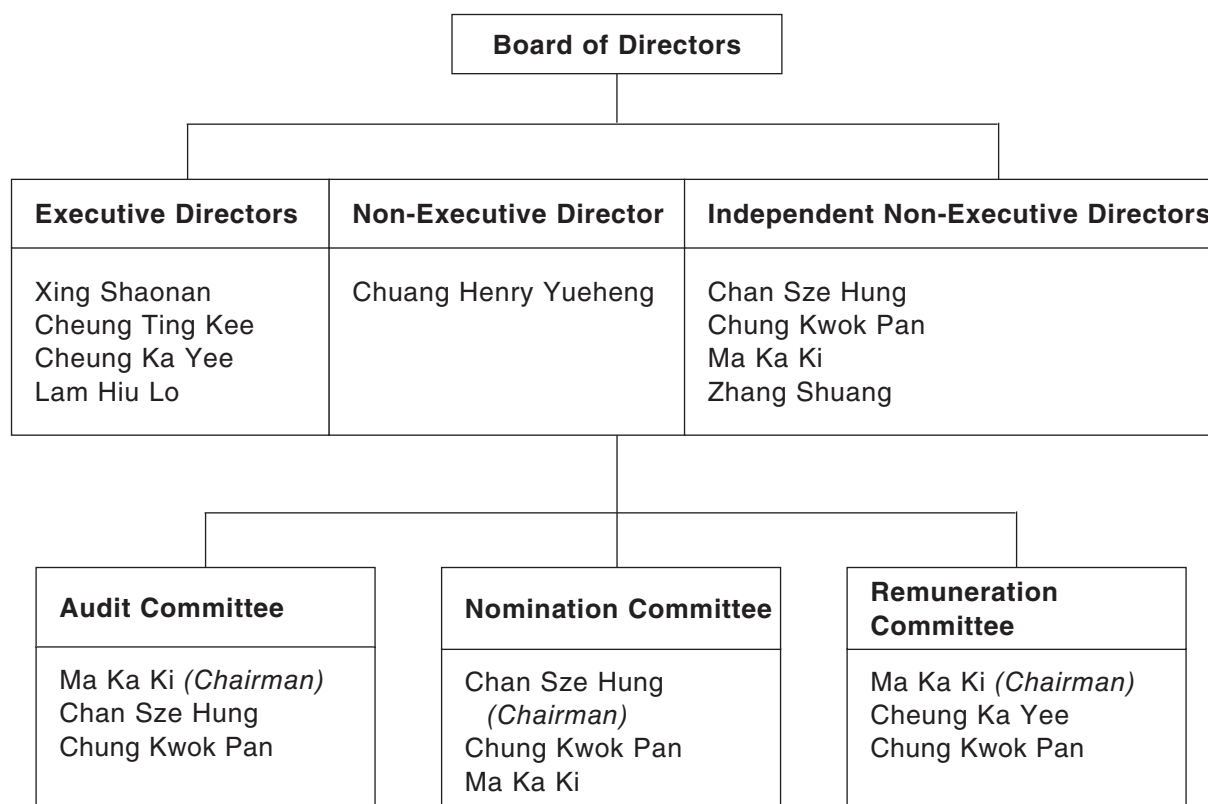 Board of Directors
Executive Directors
Non-Executive Director
Independent Non-Executive Directors
Xing Shaonan
Cheung Ting Kee
Cheung Ka Yee
Lam Hiu Lo
Chuang Henry Yueheng
Chan Sze Hung
Chung Kwok Pan
Ma Ka Ki
Zhang Shuang
Audit Committee
Ma Ka Ki (Chairman)
Chan Sze Hung
Chung Kwok Pan
Nomination Committee
Chan Sze Hung
(Chairman)
Chung Kwok Pan
Ma Ka Ki
Remuneration
Committee
Ma Ka Ki (Chairman)
Cheung Ka Yee
Chung Kwok Pan